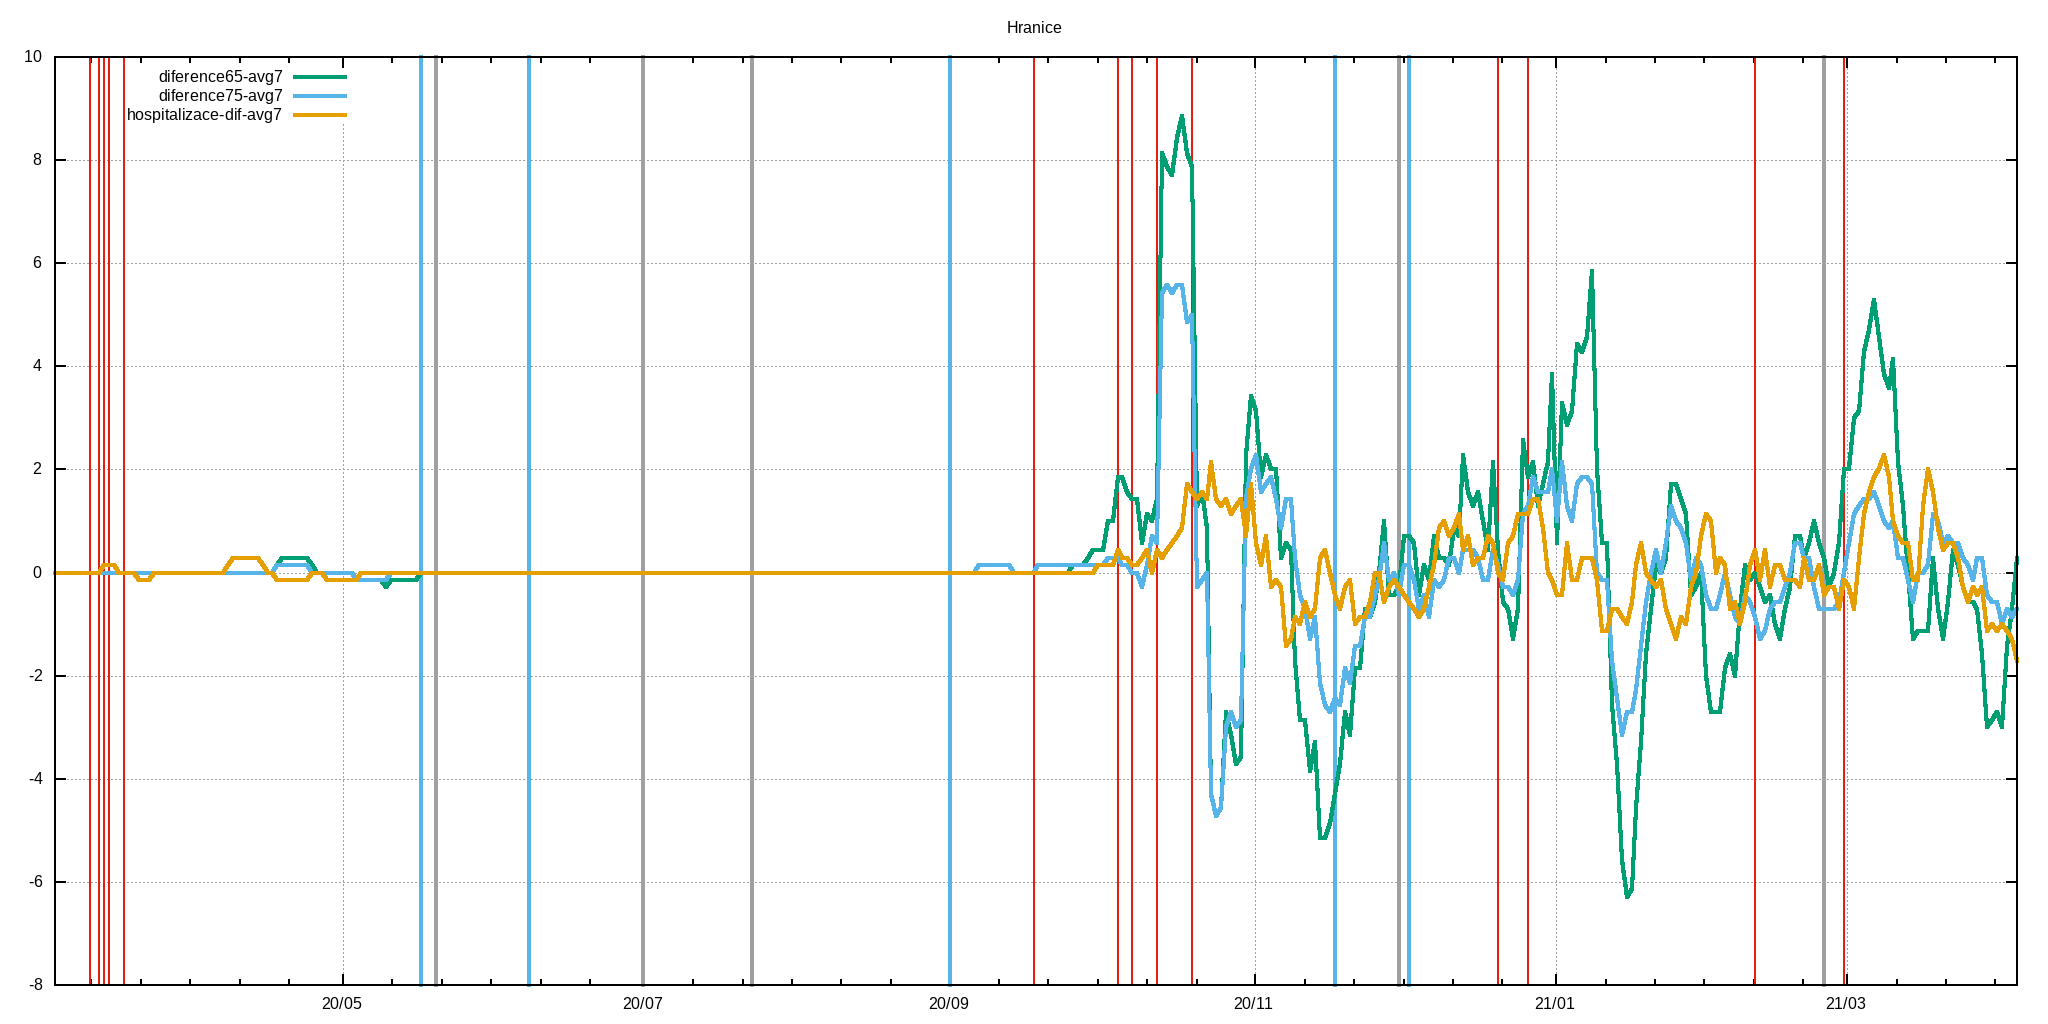 Hranice
10
diference65-avg7
diference75-avg7
hospitalizace-dif-avg7
8
6
4
2
0
-2
-4
-6
-8
20/05 20/07 20/09 20/11 21/01 21/03